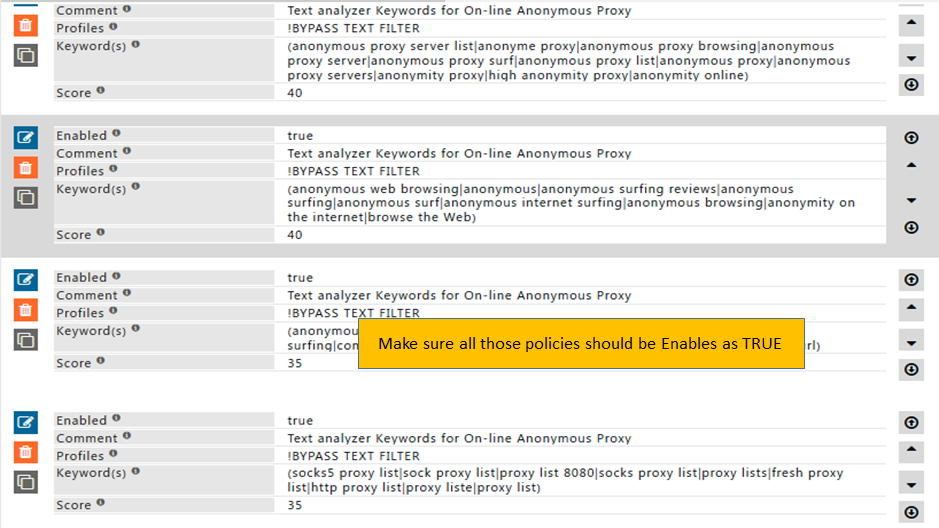 Comment Text analyzer Keywords for On-line Anonymous Proxy
Profiles !BYPASS TEXT FILTER
Keyword(s) (anonymous proxy server list|anonyme proxy|anonymous proxy browsing|anonymous
proxy server|anonymous proxy surf|anonymous proxy list|anonymous proxy|anonymous
proxy servers|anonymity proxy|high anonymity proxy|anonymity online)
Score 40
Enabled true
Comment Text analyzer Keywords for On-line Anonymous Proxy
Profiles !BYPASS TEXT FILTER
Keyword(s) (anonymous web browsing|anonymous|anonymous surfing reviews|anonymous
surfing|anonymous surf|anonymous internet surfing|anonymous browsing|anonymity on
the internet|browse the Web)
Score 40
Enabled true
Comment Text analyzer Keywords for On-line Anonymous Proxy
Profiles !BYPASS TEXT FILTER
Keyword(s) (anonymou
surfing|con rl)
Make sure all those policies should be Enables as TRUE
Score 35
Enabled true
Comment Text analyzer Keywords for On-line Anonymous Proxy
Profiles !BYPASS TEXT FILTER
Keyword(s) (socks5 proxy list|sock proxy list|proxy list 8080|socks proxy list|proxy lists|fresh proxy
list|http proxy list|proxy liste|proxy list)
Score 35